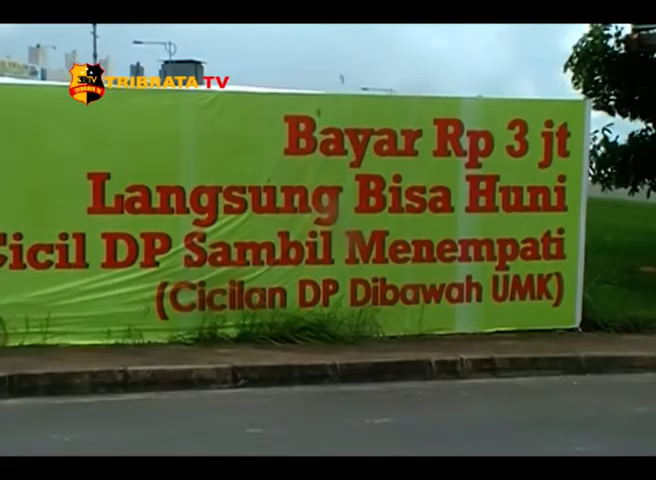 TRIBRATA TV
Bayar Rp 3 jt
Langsung Bisa Huni
Cicil DP Sambil Menempati
(Cicilan DP Dibawah UMK)